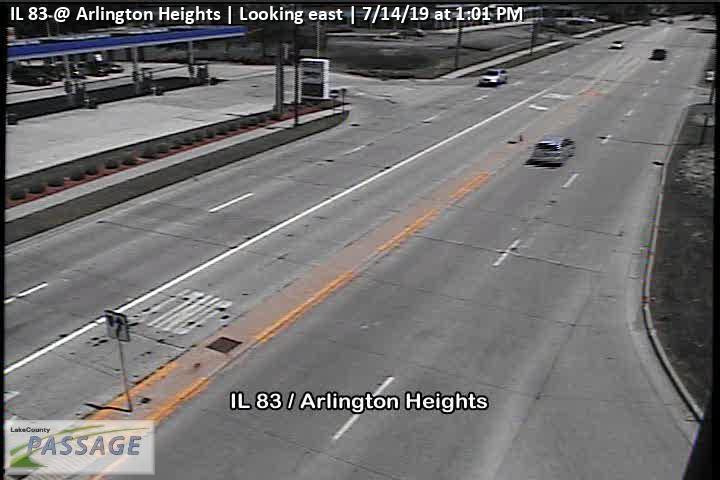 IL 83 @ Arlington Heights | Looking east | 7/14/19 at 1:01 PM
IL 83 / Arlington Heights
LakeCounty
PASSAGE